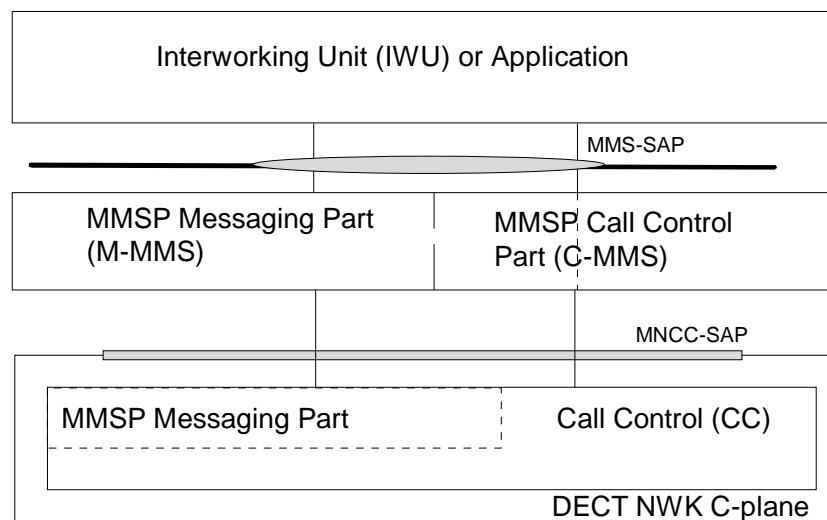 Interworking Unit (IWU) or Application
MMS-SAP
MMSP Messaging Part
(M-MMS)
MMSP Call Control
Part (C-MMS)
MNCC-SAP
MMSP Messaging Part
Call Control (CC)
DECT NWK C-plane